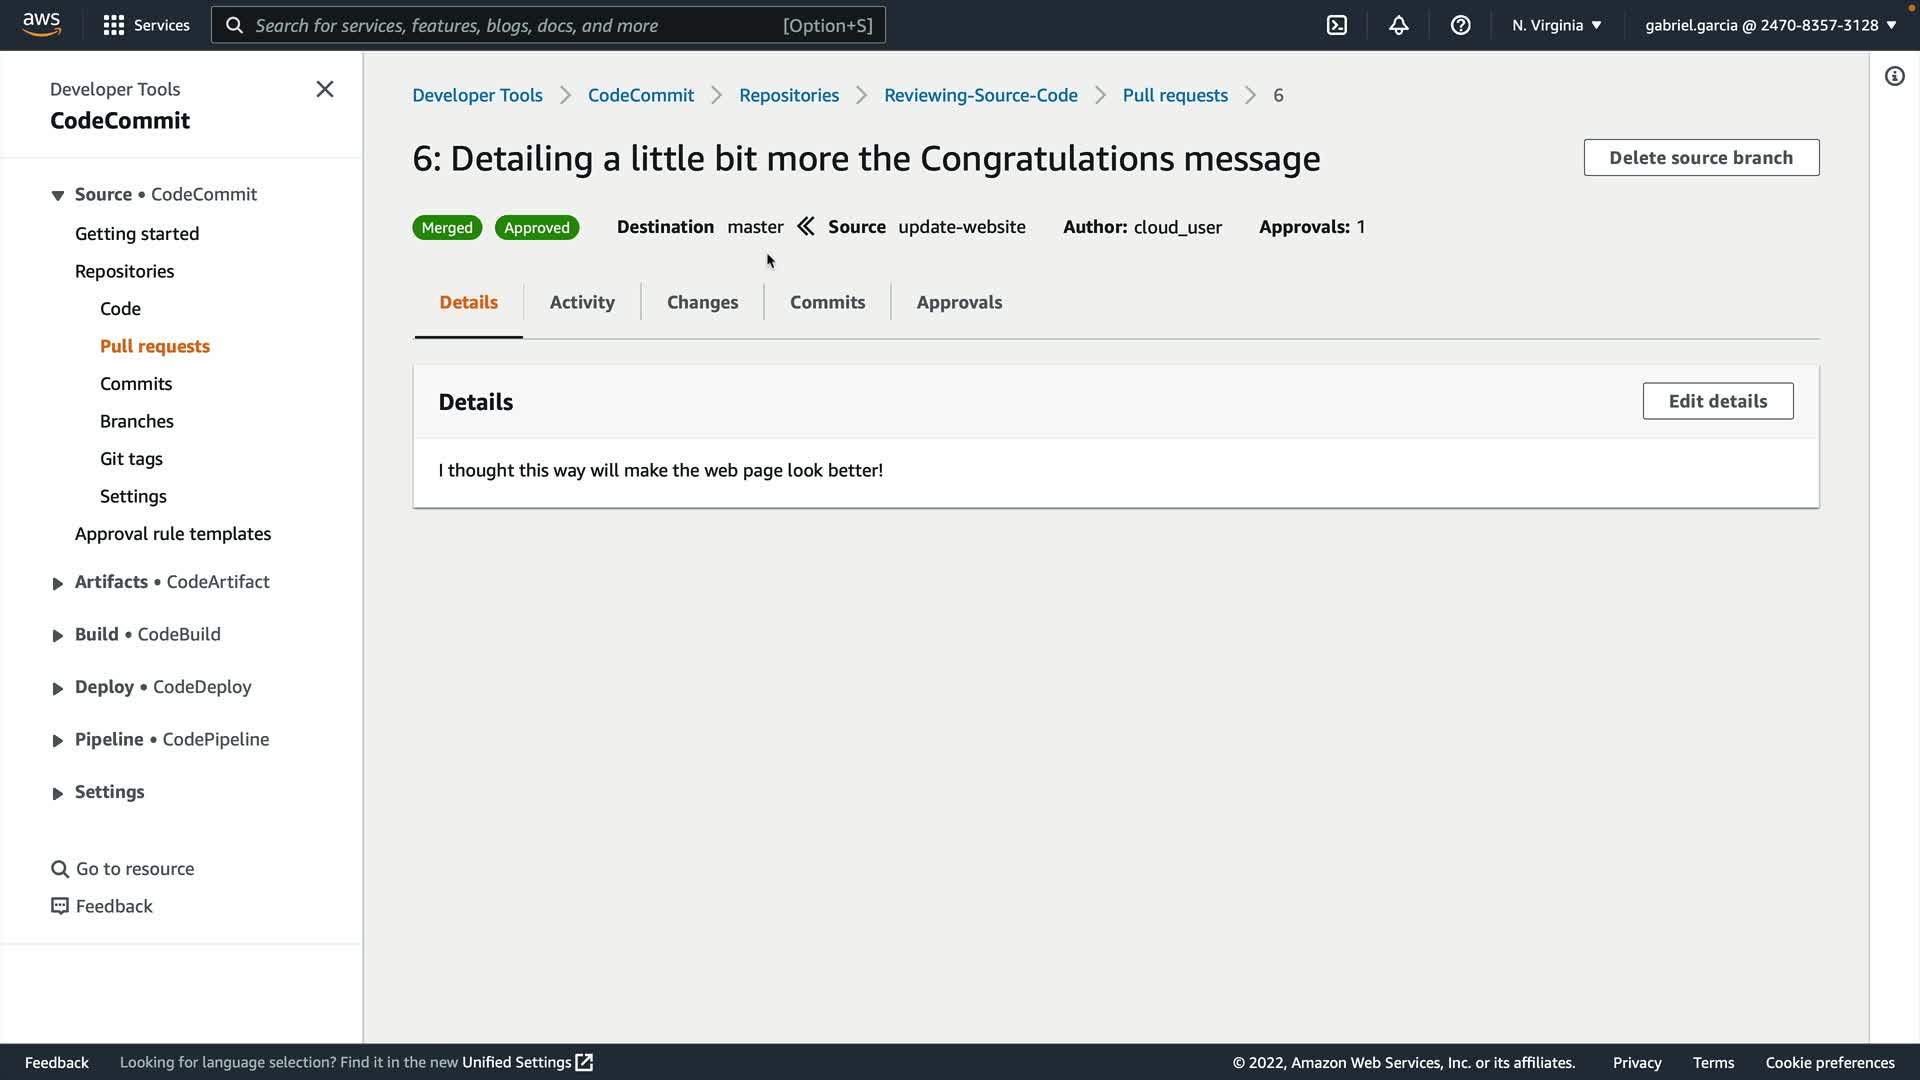 aws
Services
Search for services, features, blogs, docs, and more
[Option+S]
N. Virginia
gabriel.garcia @ 2470-8357-3128
Developer Tools
CodeCommit
Source • CodeCommit
Getting started
Repositories
Code
Pull requests
Commits
Branches
Git tags
Settings
Approval rule templates
Artifacts • CodeArtifact
Build • CodeBuild
Deploy • CodeDeploy
Pipeline • CodePipeline
Settings
Go to resource
Feedback
Developer Tools
CodeCommit
Repositories
Reviewing-Source-Code
Pull requests
6
6: Detailing a little bit more the Congratulations message
Delete source branch
Merged
Approved
Destination master
Source update-website
Author: cloud_user
Approvals: 1
Details
Activity
Changes
Commits
Approvals
Details
Edit details
I thought this way will make the web page look better!
Feedback
Looking for language selection? Find it in the new Unified Settings
© 2022, Amazon Web Services, Inc. or its affiliates.
Privacy
Terms
Cookie preferences